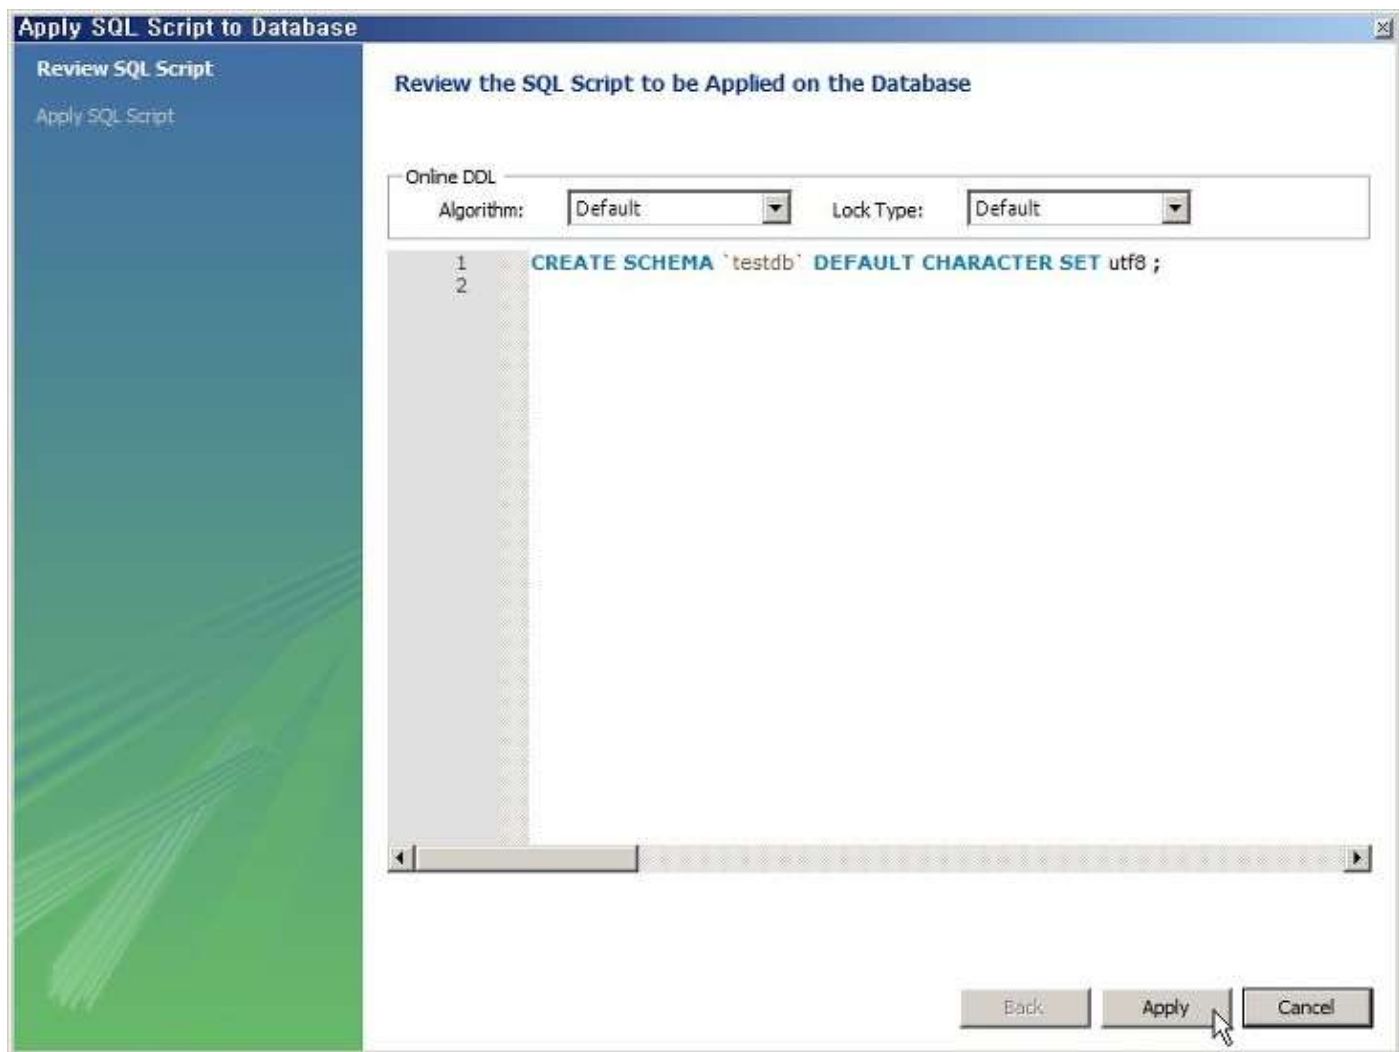 Apply SQL Script to Database
Review SQL Script
Apply SQL Script
Review the SQL Script to be Applied on the Database
Online DDL
Algorithm: Default Lock Type: Default
1 CREATE SCHEMA `testdb` DEFAULT CHARACTER SET utf8 ;
2
Back Apply Cancel